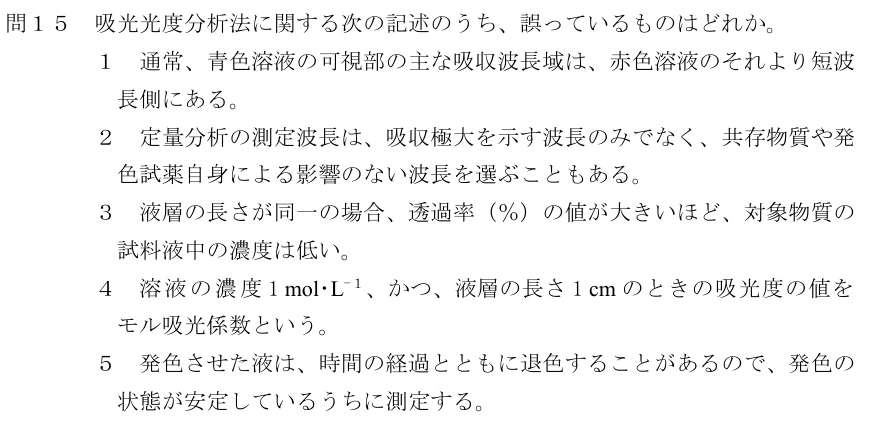 問１５　吸光光度分析法に関する次の記述のうち、誤っているものはどれか。
１　通常、青色溶液の可視部の主な吸収波長域は、赤色溶液のそれより短波
長側にある。
２　定量分析の測定波長は、吸収極大を示す波長のみでなく、共存物質や発
色試薬自身による影響のない波長を選ぶこともある。
３　液層の長さが同一の場合、透過率（％）の値が大きいほど、対象物質の
試料液中の濃度は低い。
４　溶液の濃度１mol・L⁻¹、かつ、液層の長さ１cmのときの吸光度の値を
モル吸光係数という。
５　発色させた液は、時間の経過とともに退色することがあるので、発色の
状態が安定しているうちに測定する。